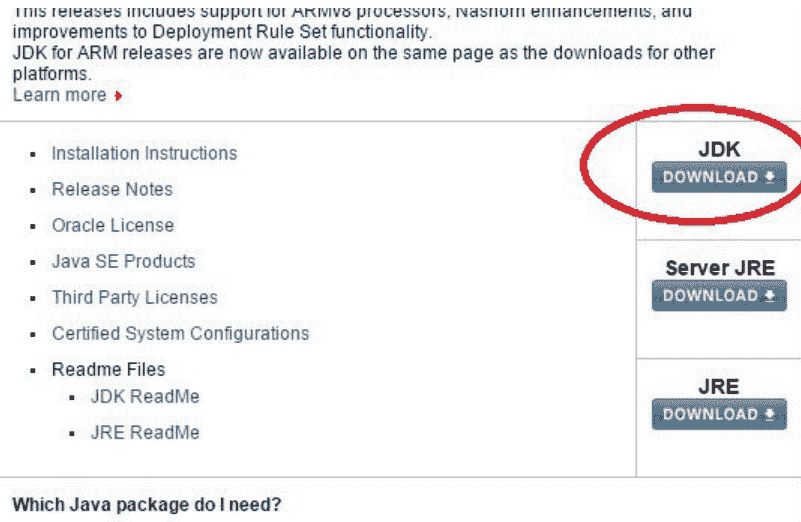 This releases includes support for ARMv8 processors, Nashorn enhancements, and
improvements to Deployment Rule Set functionality.
JDK for ARM releases are now available on the same page as the downloads for other
platforms.
Learn more
Installation Instructions
Release Notes
Oracle License
Java SE Products
Third Party Licenses
Certified System Configurations
Readme Files
JDK ReadMe
JRE ReadMe
JDK
DOWNLOAD
Server JRE
DOWNLOAD
JRE
DOWNLOAD
Which Java package do I need?